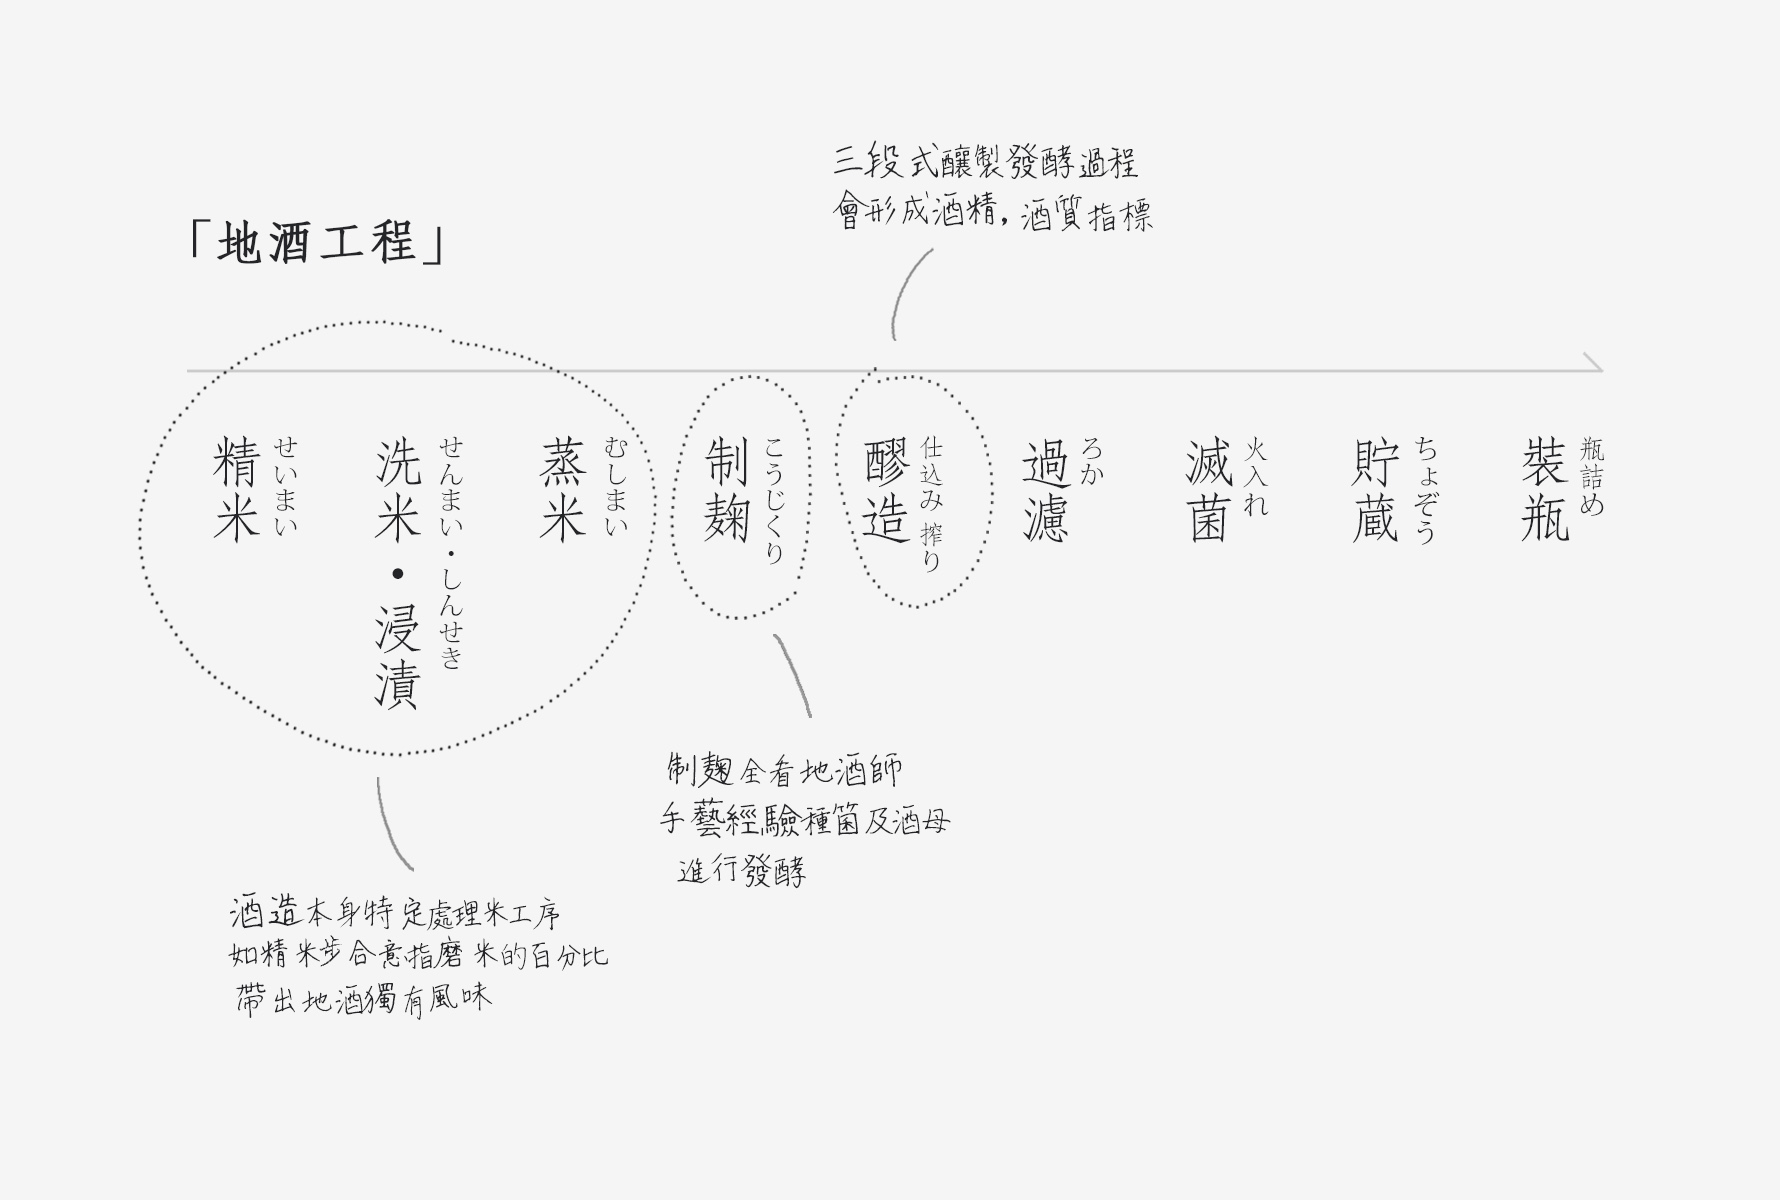 三段式釀製發酵過程
會形成酒精，酒質指標
「地酒工程」
精米
せいまい
洗米・浸漬
せんまい・しんせき
蒸米
むしまい
制麹
こうじくり
醪造
仕込み 搾り
過濾
ろか
滅菌
火入れ
貯蔵
ちょぞう
裝瓶
瓶詰め
制麹全看地酒師
手藝經驗種菌及酒母
進行發酵
酒造本身特定處理米工序
如精米步合意指磨米的百分比
帶出地酒獨有風味